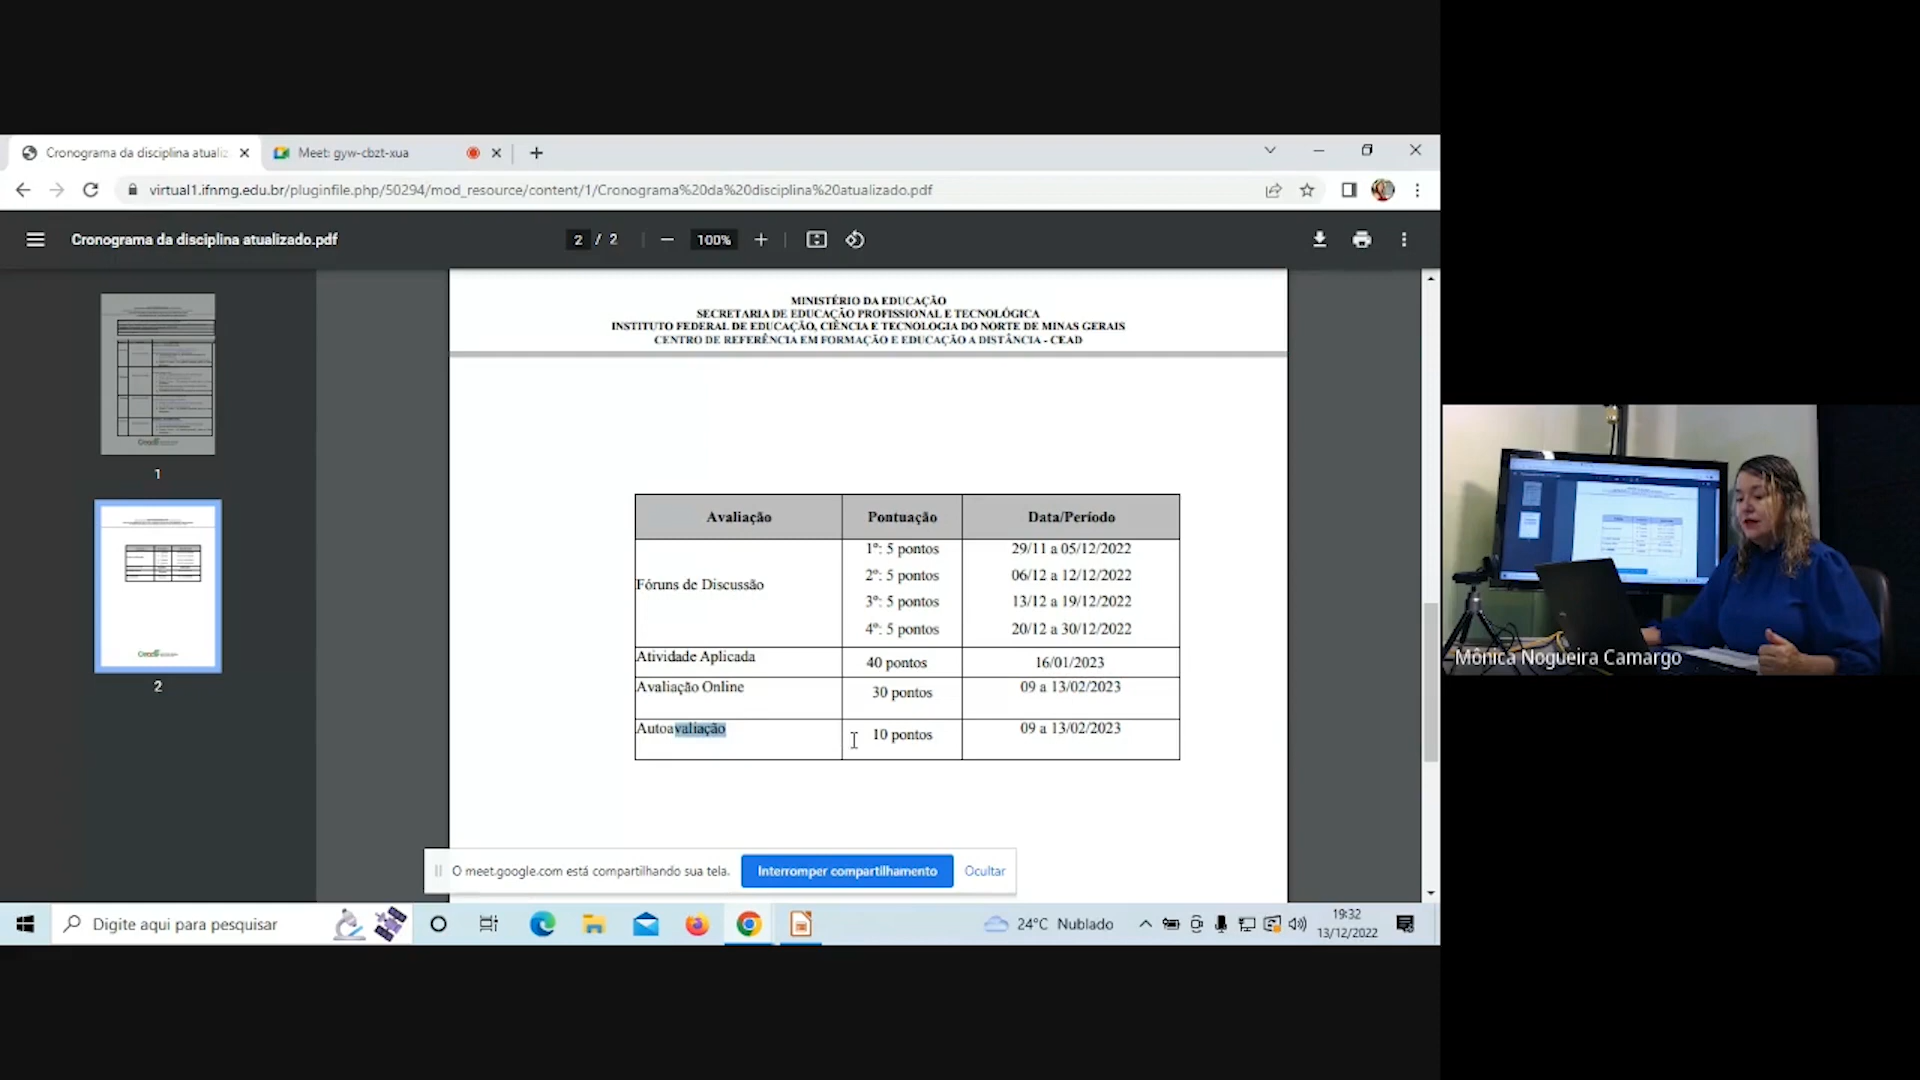 Cronograma da disciplina atualiz
Meet: gyw-cbzt-xua
virtual1.ifnmg.edu.br/pluginfile.php/50294/mod_resource/content/1/Cronograma%20da%20disciplina%20atualizado.pdf
Cronograma da disciplina atualizado.pdf
2 / 2
100%
1
2
MINISTÉRIO DA EDUCAÇÃO
SECRETARIA DE EDUCAÇÃO PROFISSIONAL E TECNOLÓGICA
INSTITUTO FEDERAL DE EDUCAÇÃO, CIÊNCIA E TECNOLOGIA DO NORTE DE MINAS GERAIS
CENTRO DE REFERÊNCIA EM FORMAÇÃO E EDUCAÇÃO A DISTÂNCIA - CEAD
Avaliação Pontuação Data/Período
Fóruns de Discussão
1º: 5 pontos 29/11 a 05/12/2022
2º: 5 pontos 06/12 a 12/12/2022
3º: 5 pontos 13/12 a 19/12/2022
4º: 5 pontos 20/12 a 30/12/2022
Atividade Aplicada 40 pontos 16/01/2023
Avaliação Online 30 pontos 09 a 13/02/2023
Autoavaliação 10 pontos 09 a 13/02/2023
O meet.google.com está compartilhando sua tela. Interromper compartilhamento Ocultar
Digite aqui para pesquisar
24°C Nublado
19:32
13/12/2022
Mônica Nogueira Camargo